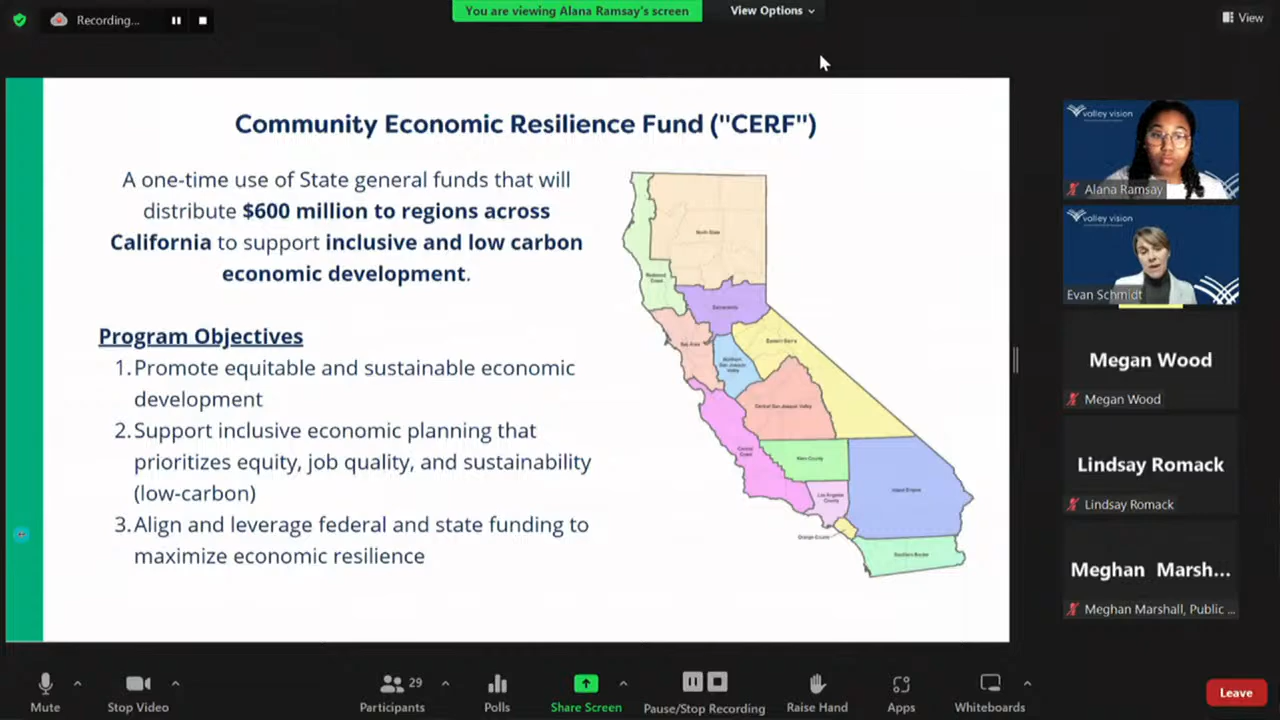 Recording...
You are viewing Alana Ramsay's screen
View Options
View
Community Economic Resilience Fund ("CERF")
A one-time use of State general funds that will
distribute $600 million to regions across
California to support inclusive and low carbon
economic development.
Program Objectives
1. Promote equitable and sustainable economic
development
2. Support inclusive economic planning that
prioritizes equity, job quality, and sustainability
(low-carbon)
3. Align and leverage federal and state funding to
maximize economic resilience
North State
Redwood
Coast
Sacramento
Bay Area
Northern
San Joaquin
Valley
Eastern Sierra
Central San Joaquin Valley
Central
Coast
Kern County
Los Angeles
County
Inland Empire
Orange County
Southern Border
valley vision
Alana Ramsay
valley vision
Evan Schmidt
Megan Wood
Megan Wood
Lindsay Romack
Lindsay Romack
Meghan Marsh...
Meghan Marshall, Public ...
Mute
Stop Video
29
Participants
Polls
Share Screen
Pause/Stop Recording
Raise Hand
Apps
Whiteboards
Leave